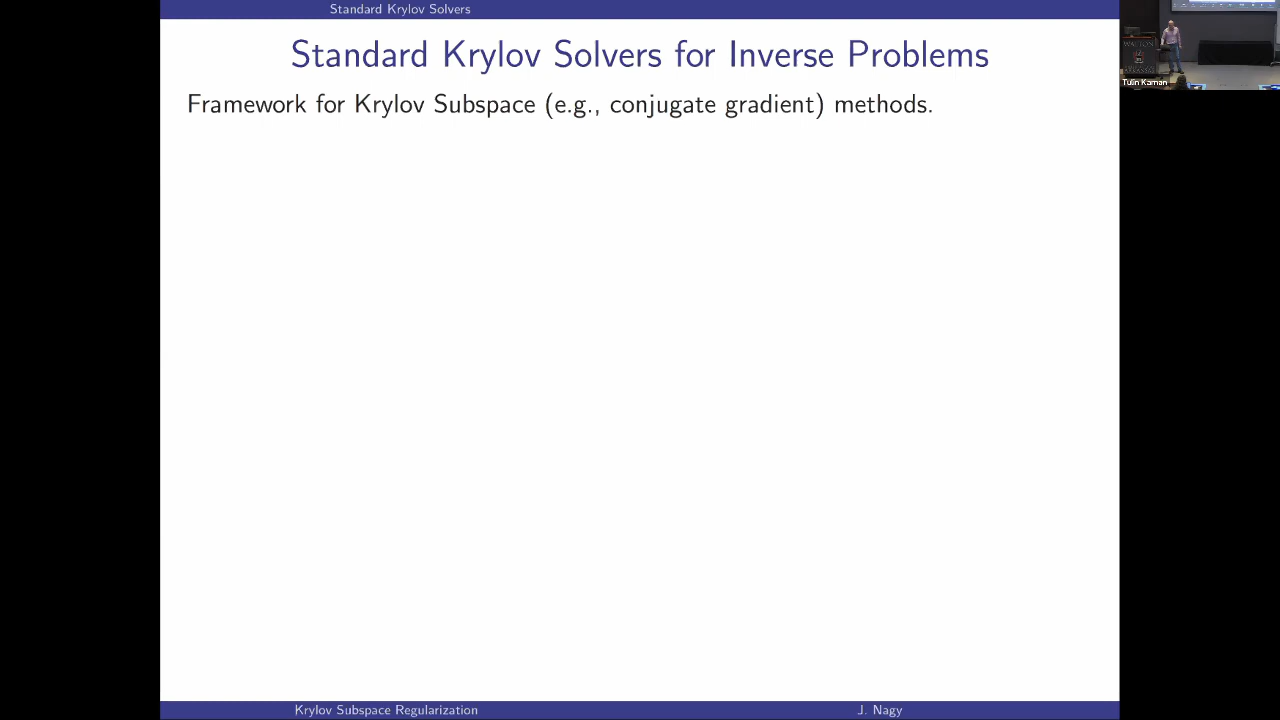 Standard Krylov Solvers
Standard Krylov Solvers for Inverse Problems
Framework for Krylov Subspace (e.g., conjugate gradient) methods.
Tulin Kaman
Krylov Subspace Regularization
J. Nagy